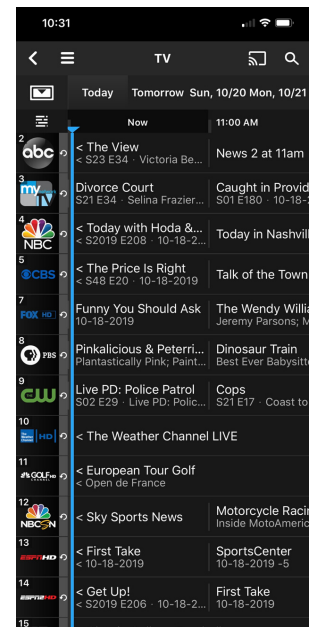 10:31
TV
Today Tomorrow Sun, 10/20 Mon, 10/21
Now 11:00 AM
2
abc
< The View
< S23 E34 · Victoria Be...
News 2 at 11am
3
my
tv
Divorce Court
S21 E34 · Selina Frazier...
Caught in Provid
S01 E180 · 10-18-
4
NBC
< Today with Hoda &...
< S2019 E208 · 10-18-2...
Today in Nashvil
5
CBS
< The Price Is Right
< S48 E20 · 10-18-2019
Talk of the Town
7
FOX HD
Funny You Should Ask
10-18-2019
The Wendy Willia
Jeremy Parsons; M
8
PBS
Pinkalicious & Peterri...
Plantastically Pink; Paint...
Dinosaur Train
Best Ever Babysitt
9
CW
Live PD: Police Patrol
S02 E29 · Live PD: Polic...
Cops
S21 E17 · Coast to
10
HD
< The Weather Channel LIVE
11
GOLF HD
CHANNEL
< European Tour Golf
< Open de France
12
NBCSN
< Sky Sports News
Motorcycle Racin
Inside MotoAmeric
13
ESPN HD
< First Take
< 10-18-2019
SportsCenter
10-18-2019 -5
14
ESPN2 HD
< Get Up!
< S2019 E206 · 10-18-2...
First Take
10-18-2019
15